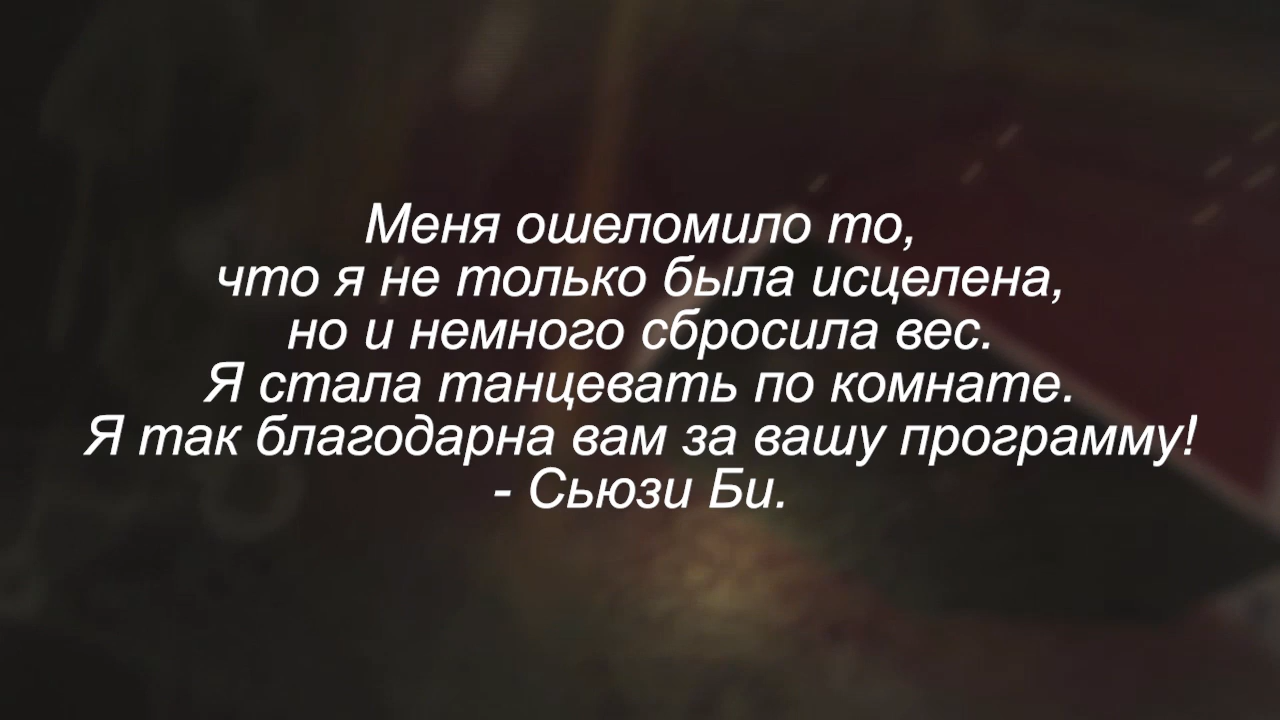 Меня ошеломило то,
что я не только была исцелена,
но и немного сбросила вес.
Я стала танцевать по комнате.
Я так благодарна вам за вашу программу!
- Сьюзи Би.